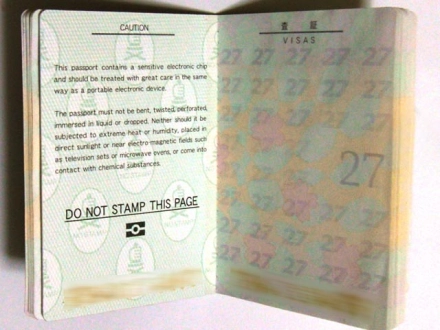 CAUTION
This passport contains a sensitive electronic chip
and should be treated with great care in the same
way as a portable electronic device.
The passport must not be bent, twisted, perforated,
immersed in liquid or dropped. Neither should it be
subjected to extreme heat or humidity, placed in
direct sunlight or near electro-magnetic fields such
as television sets or microwave ovens, or come into
contact with chemical substances.
DO NOT STAMP THIS PAGE
査 証
VISAS
27